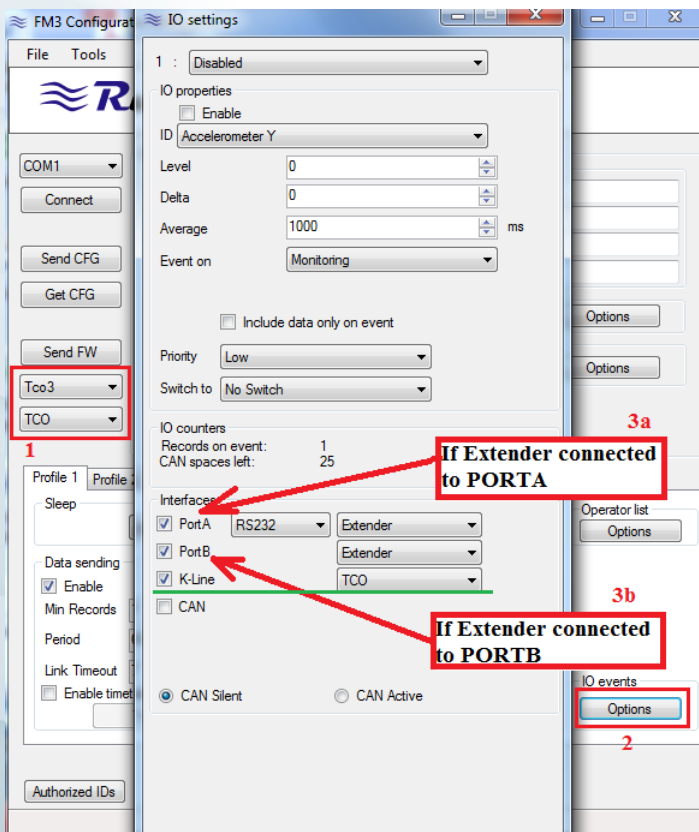 FM3 Configurat
IO settings
File Tools
1 : Disabled
IO properties
Enable
ID Accelerometer Y
Level 0
Delta 0
Average 1000 ms
Event on Monitoring
Include data only on event
Priority Low
Switch to No Switch
IO counters
Records on event: 1
CAN spaces left: 25
Interfaces
PortA RS232 Extender
PortB Extender
K-Line TCO
CAN
CAN Silent CAN Active
COM1
Connect
Send CFG
Get CFG
Send FW
Tco3
TCO
1
Profile 1 Profile
Sleep
Data sending
Enable
Min Records
Period
Link Timeout
Enable timet
Authorized IDs
Options
Options
3a
If Extender connected
to PORTA
Operator list
Options
3b
If Extender connected
to PORTB
IO events
Options
2